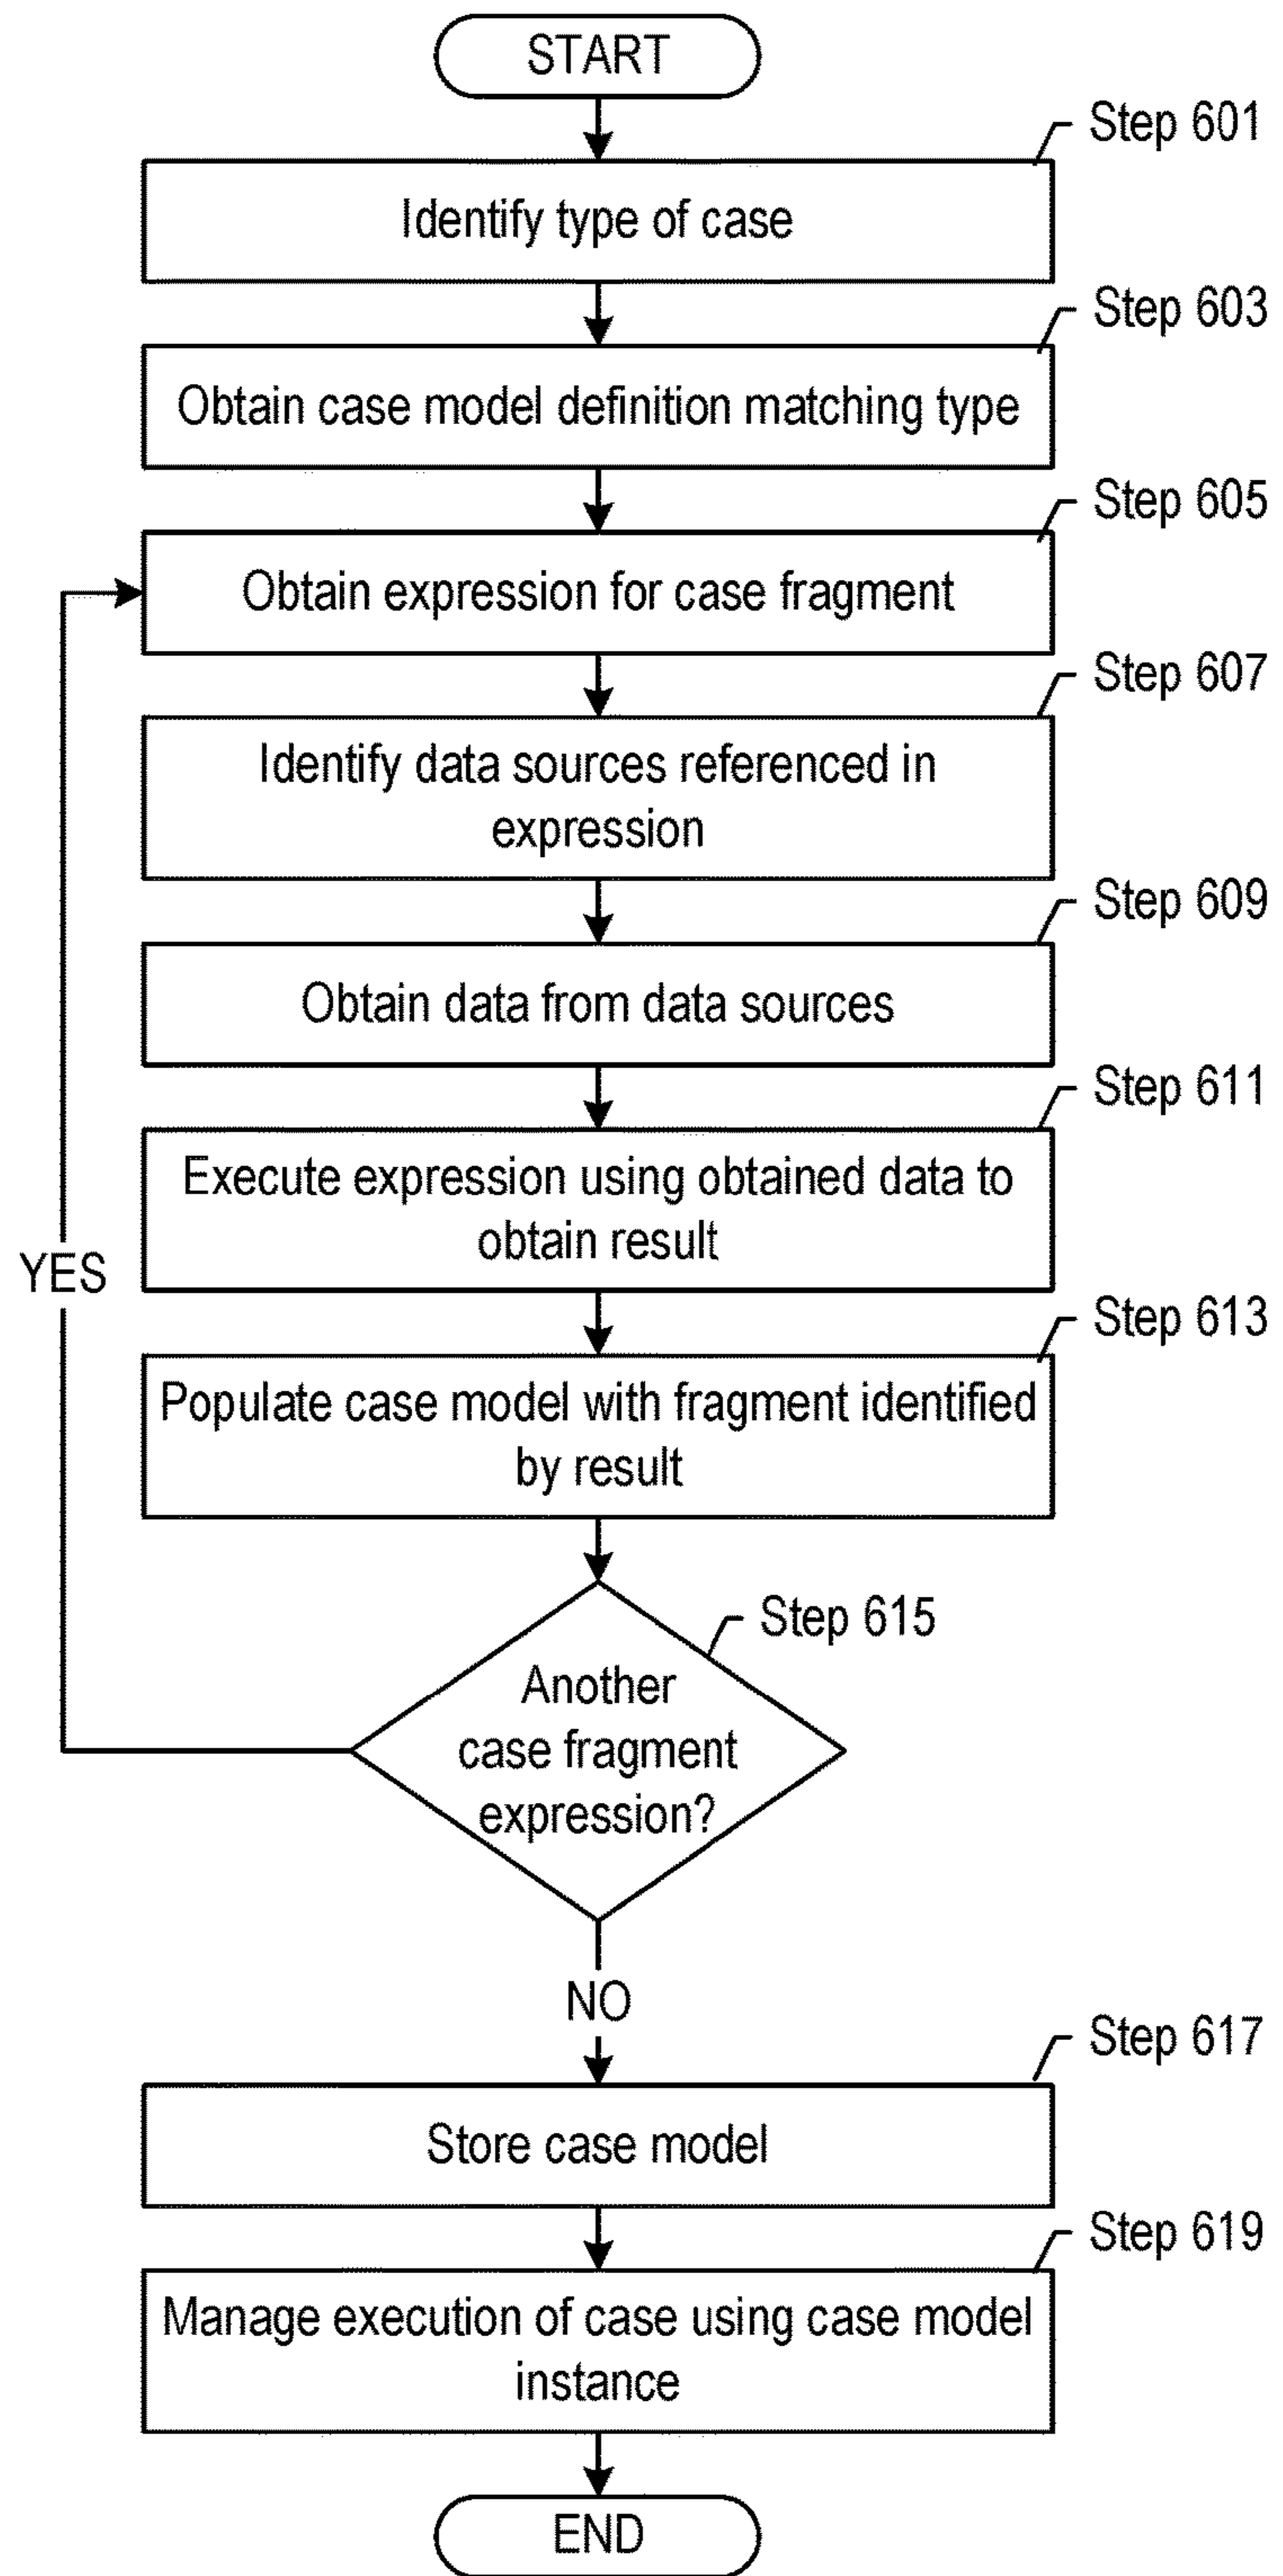 START
Step 601
Identify type of case
Step 603
Obtain case model definition matching type
Step 605
Obtain expression for case fragment
Step 607
Identify data sources referenced in
expression
Step 609
Obtain data from data sources
Step 611
Execute expression using obtained data to
obtain result
YES
Step 613
Populate case model with fragment identified
by result
Step 615
Another
case fragment
expression?
NO
Step 617
Store case model
Step 619
Manage execution of case using case model
instance
END